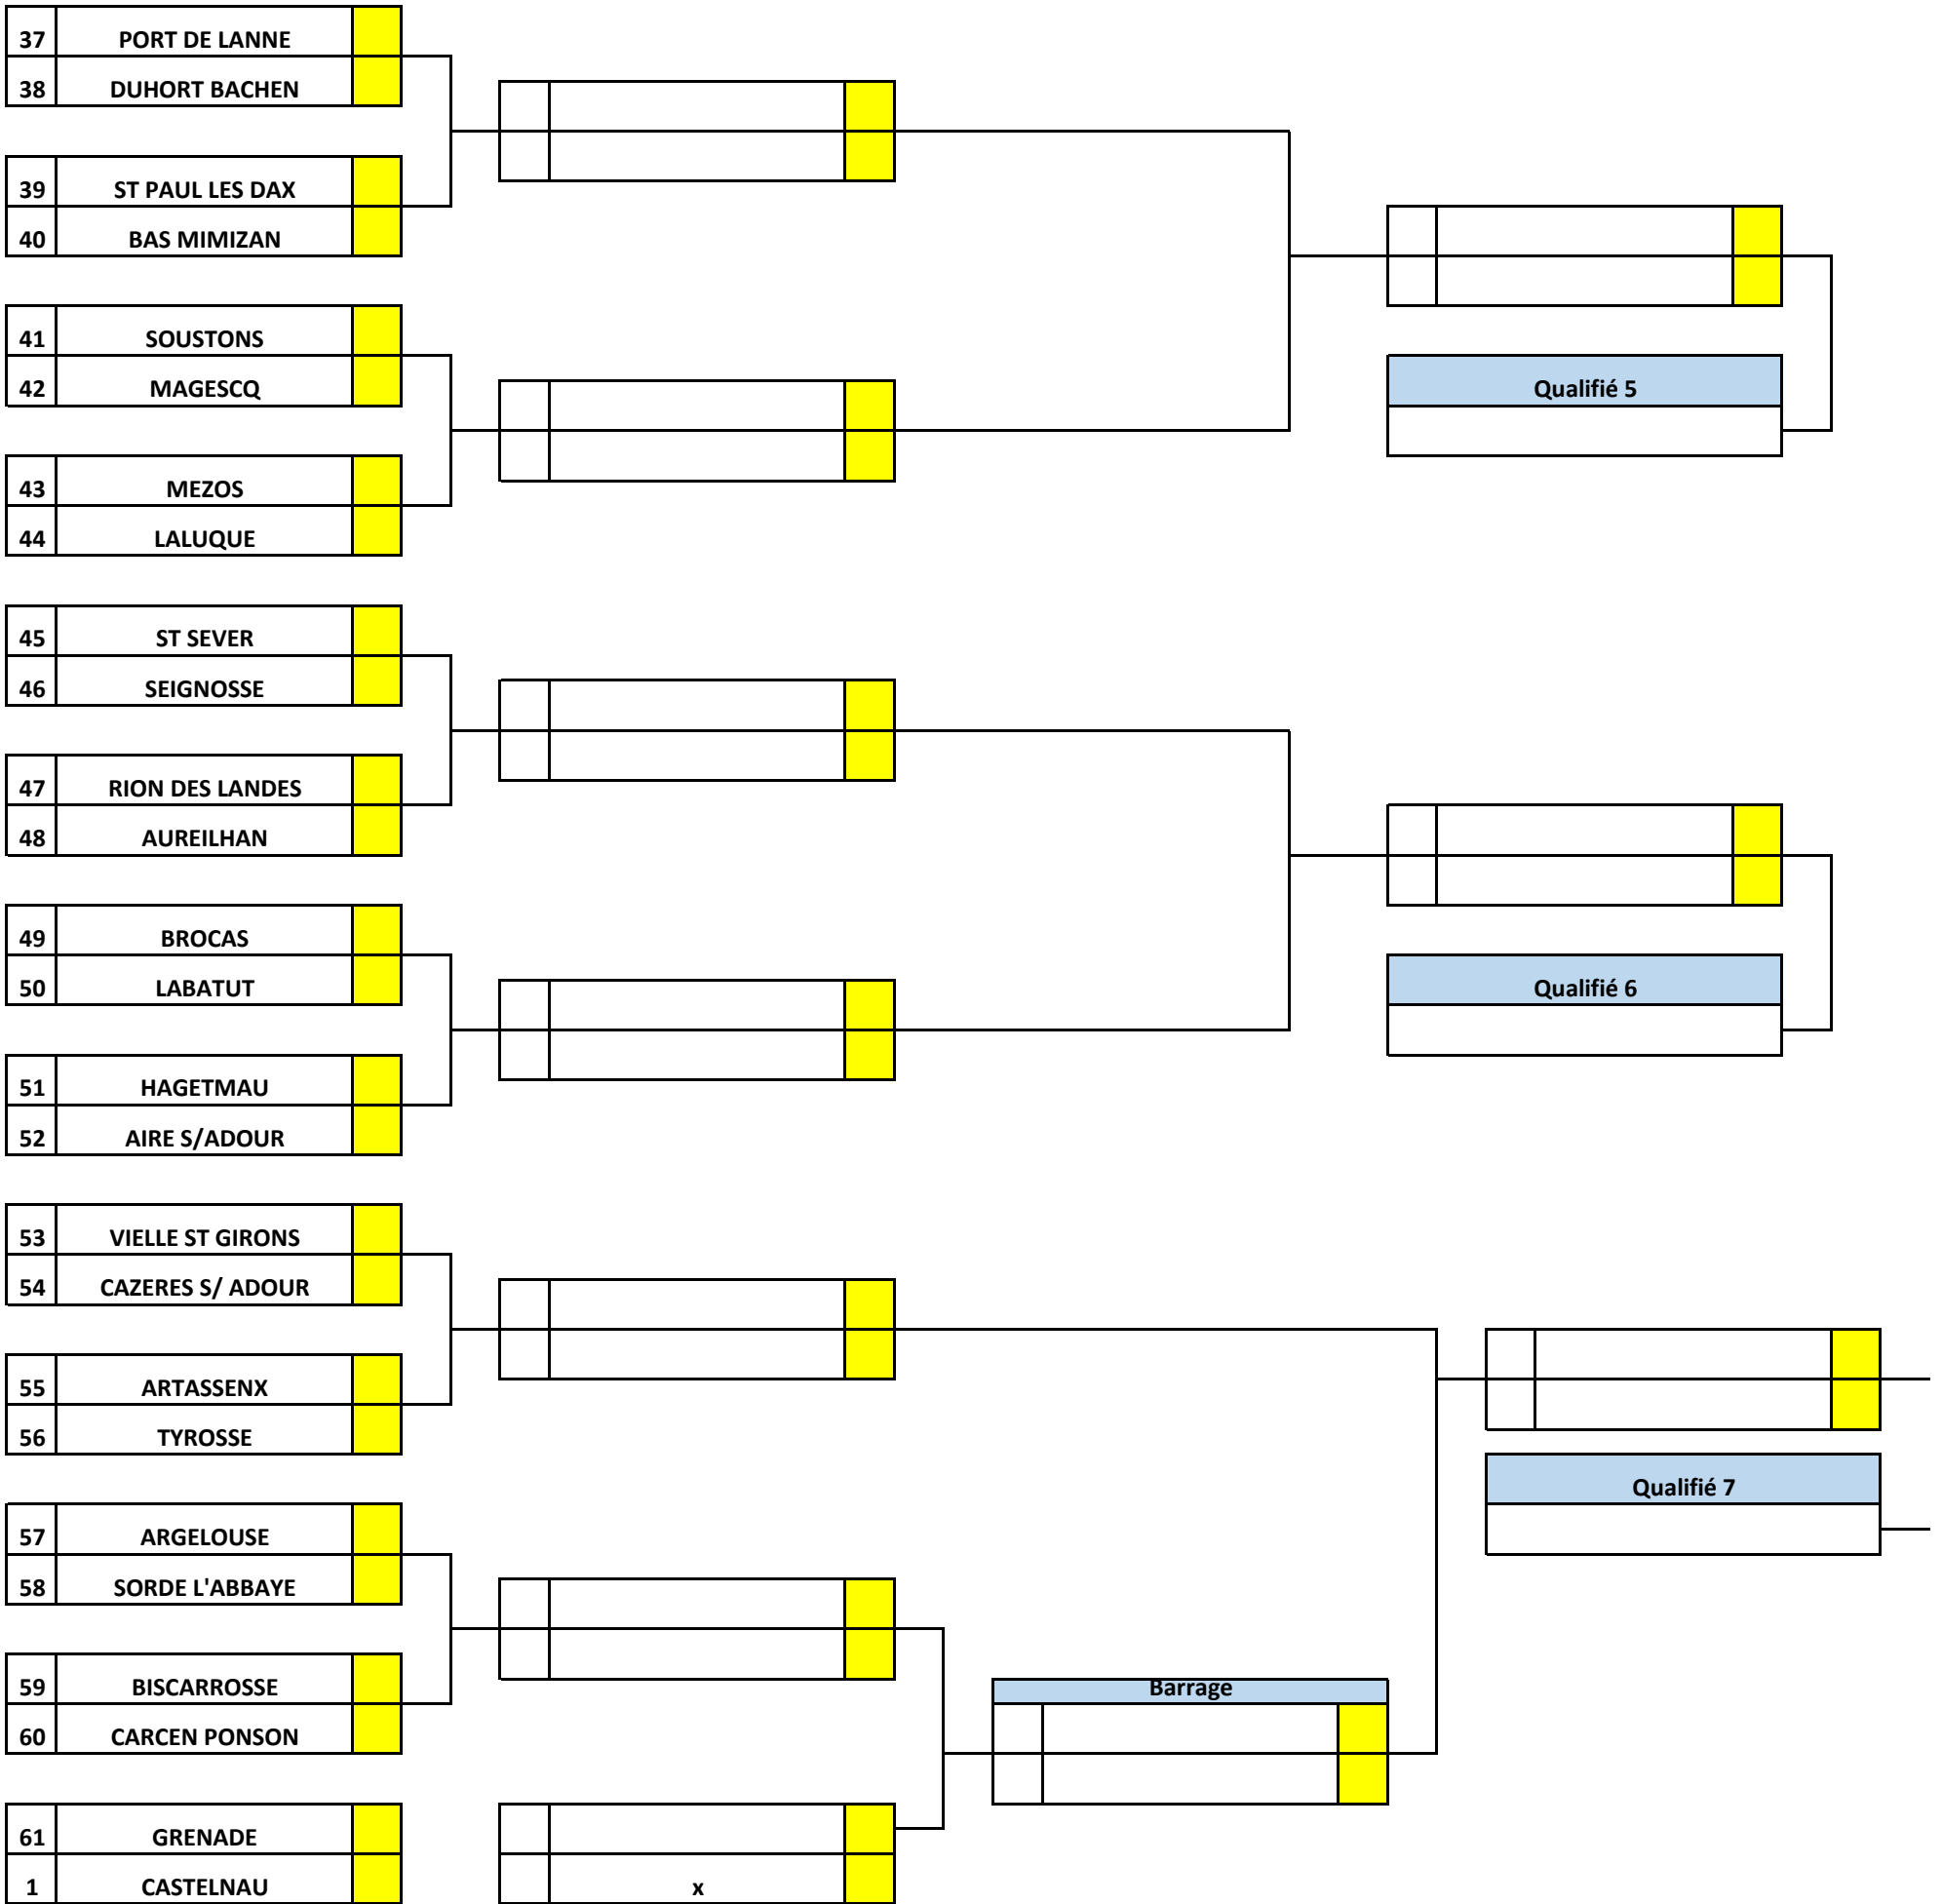 37 PORT DE LANNE
38 DUHORT BACHEN
39 ST PAUL LES DAX
40 BAS MIMIZAN
41 SOUSTONS
42 MAGESCQ
Qualifié 5
43 MEZOS
44 LALUQUE
45 ST SEVER
46 SEIGNOSSE
47 RION DES LANDES
48 AUREILHAN
49 BROCAS
50 LABATUT
Qualifié 6
51 HAGETMAU
52 AIRE S/ADOUR
53 VIELLE ST GIRONS
54 CAZERES S/ ADOUR
55 ARTASSENX
56 TYROSSE
Qualifié 7
57 ARGELOUSE
58 SORDE L'ABBAYE
59 BISCARROSSE
Barrage
60 CARCEN PONSON
61 GRENADE
1 CASTELNAU
x